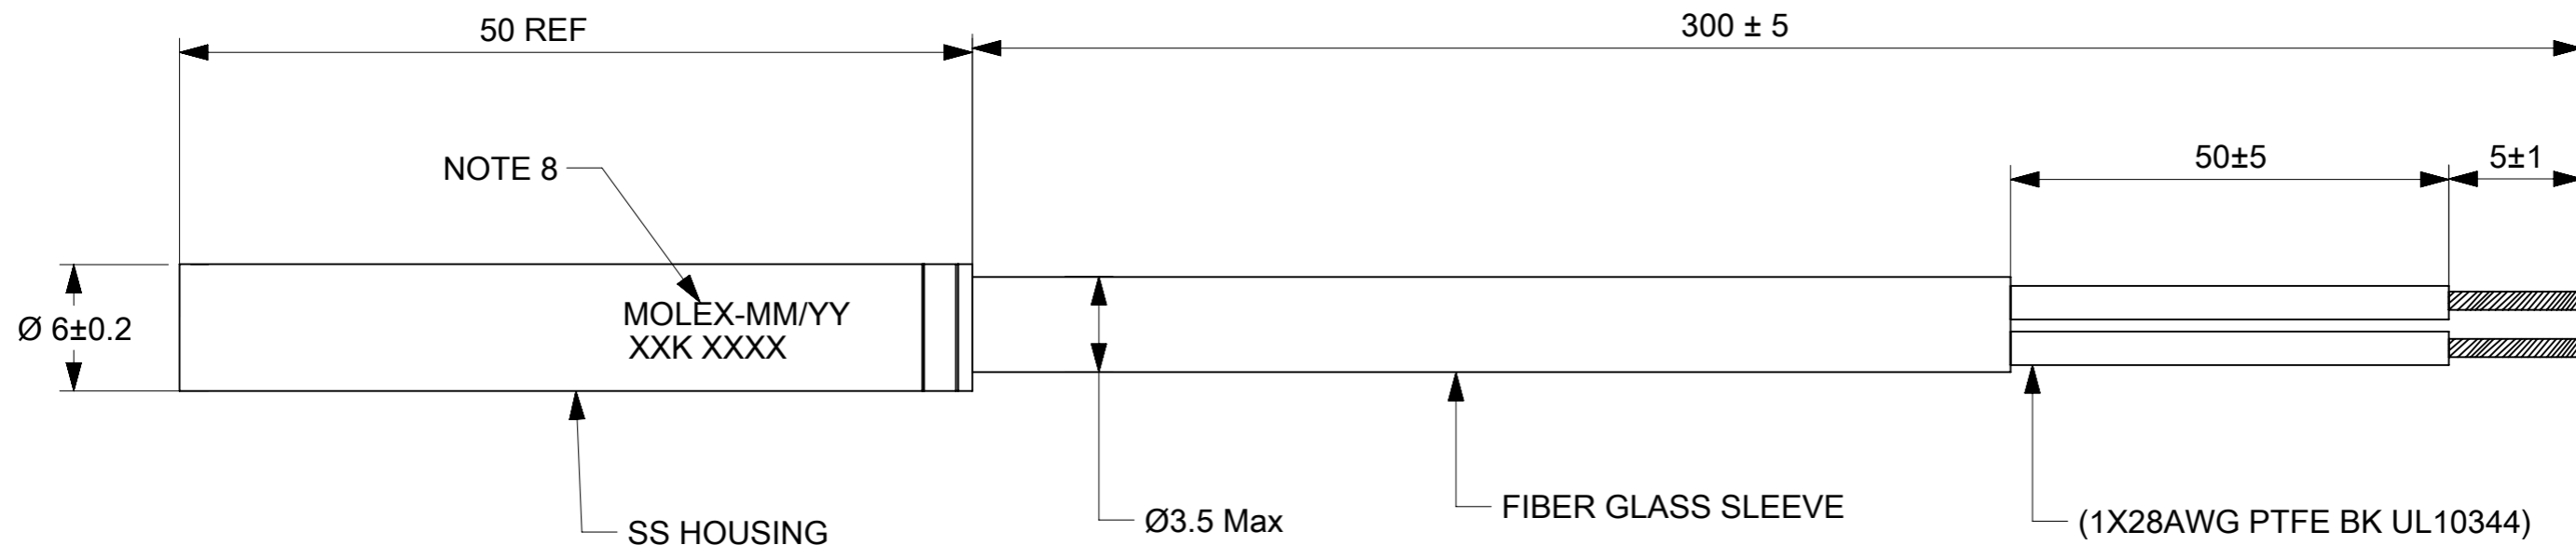 50 REF
300 ± 5
NOTE 8
50±5
5±1
MOLEX-MM/YY
XXK XXXX
Ø 6±0.2
SS HOUSING
Ø3.5 Max
FIBER GLASS SLEEVE
(1X28AWG PTFE BK UL10344)